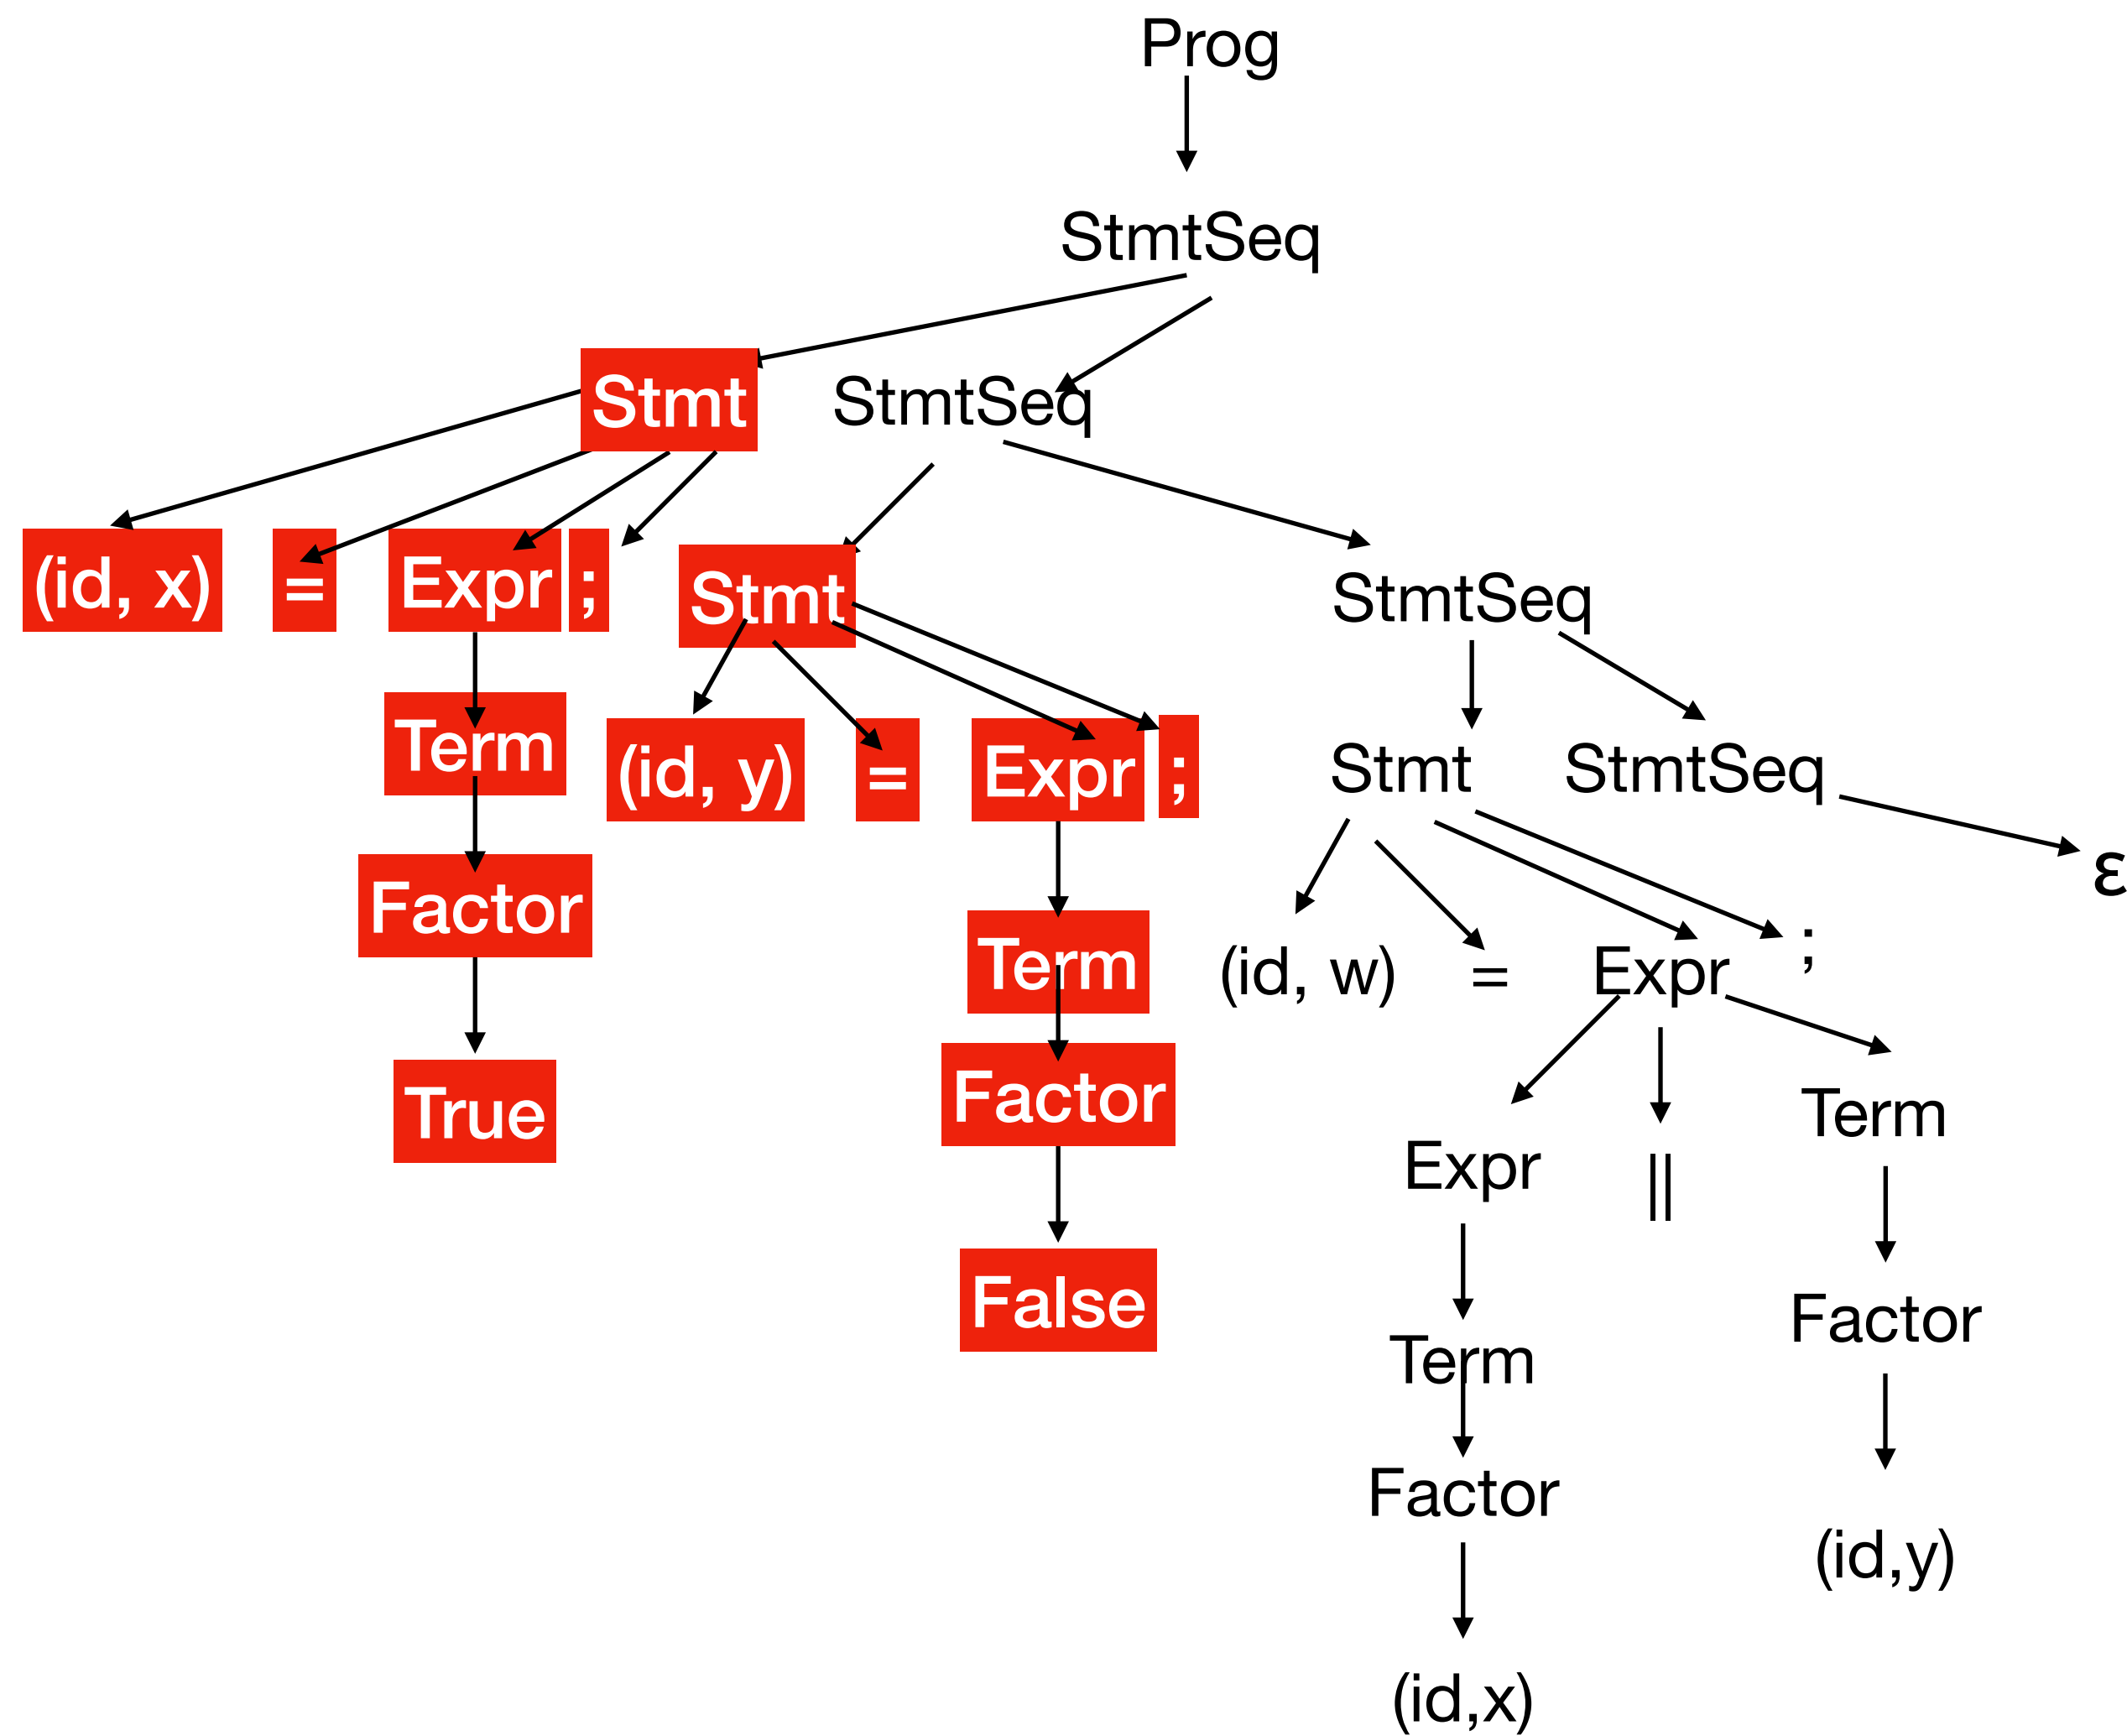 Prog
StmtSeq
Stmt StmtSeq
(id, x) = Expr ; Stmt StmtSeq
Term (id, y) = Expr ; Stmt StmtSeq
Factor ε
Term (id, w) = Expr ;
True Factor Expr || Term
False Term Factor
Factor (id,y)
(id,x)